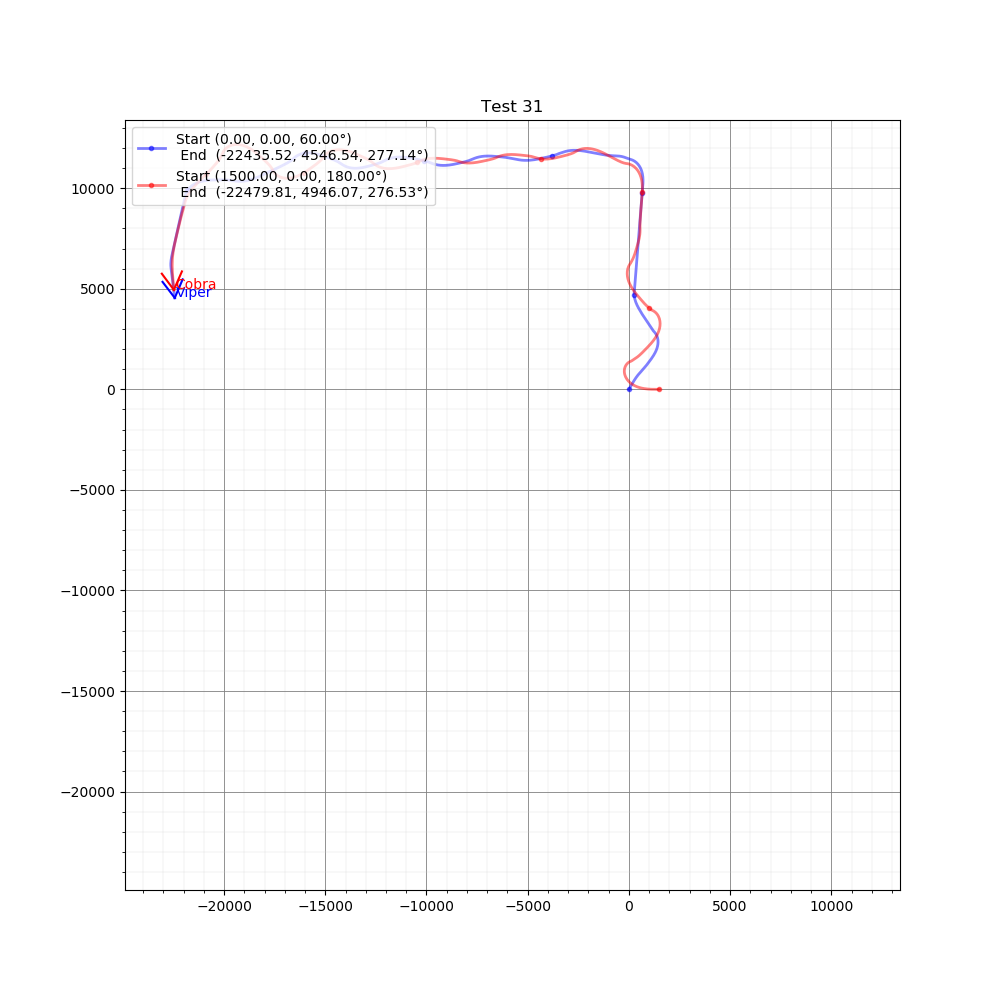 Test 31
Start (0.00, 0.00, 60.00°)
End (-22435.52, 4546.54, 277.14°)
Start (1500.00, 0.00, 180.00°)
End (-22479.81, 4946.07, 276.53°)
10000
5000
Cobra
Viper
0
−5000
−10000
−15000
−20000
−20000 −15000 −10000 −5000 0 5000 10000